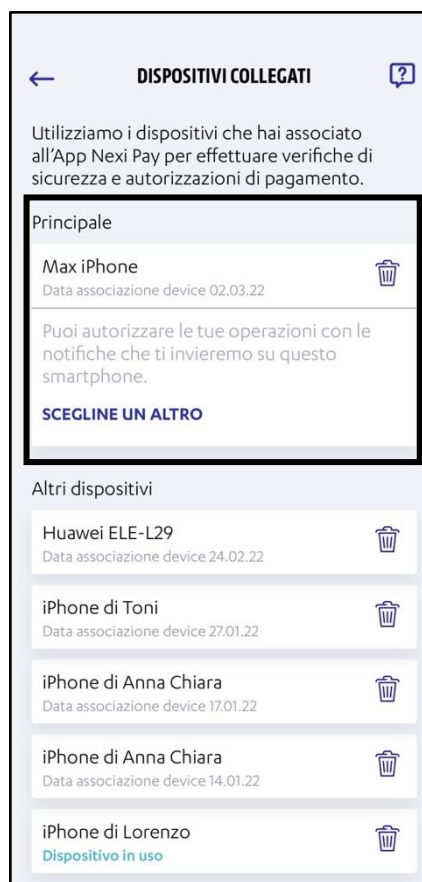 DISPOSITIVI COLLEGATI
?
Utilizziamo i dispositivi che hai associato
all'App Nexi Pay per effettuare verifiche di
sicurezza e autorizzazioni di pagamento.
Principale
Max iPhone
Data associazione device 02.03.22
Puoi autorizzare le tue operazioni con le
notifiche che ti invieremo su questo
smartphone.
SCEGLINE UN ALTRO
Altri dispositivi
Huawei ELE-L29
Data associazione device 24.02.22
iPhone di Toni
Data associazione device 27.01.22
iPhone di Anna Chiara
Data associazione device 17.01.22
iPhone di Anna Chiara
Data associazione device 14.01.22
iPhone di Lorenzo
Dispositivo in uso